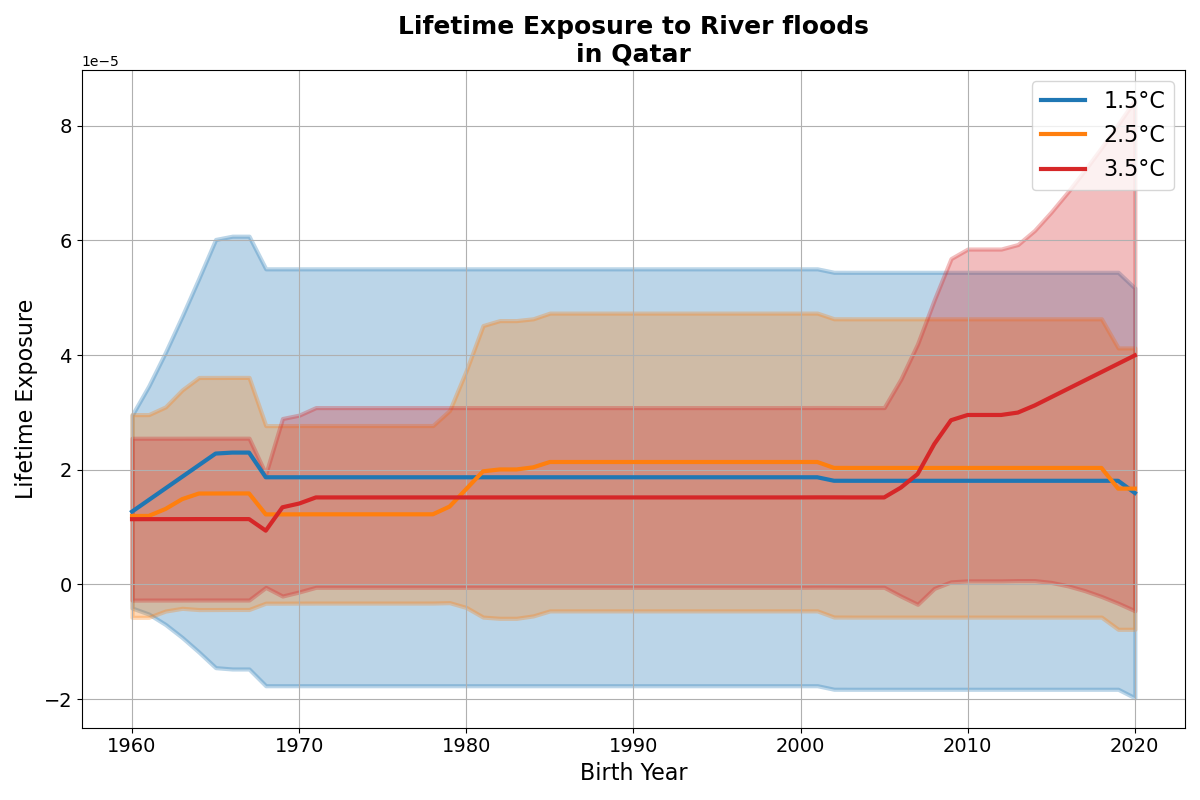 Lifetime Exposure to River floods
in Qatar
1e−5
8
6
4
2
0
−2
Lifetime Exposure
1960
1970
1980
1990
2000
2010
2020
Birth Year
1.5°C
2.5°C
3.5°C